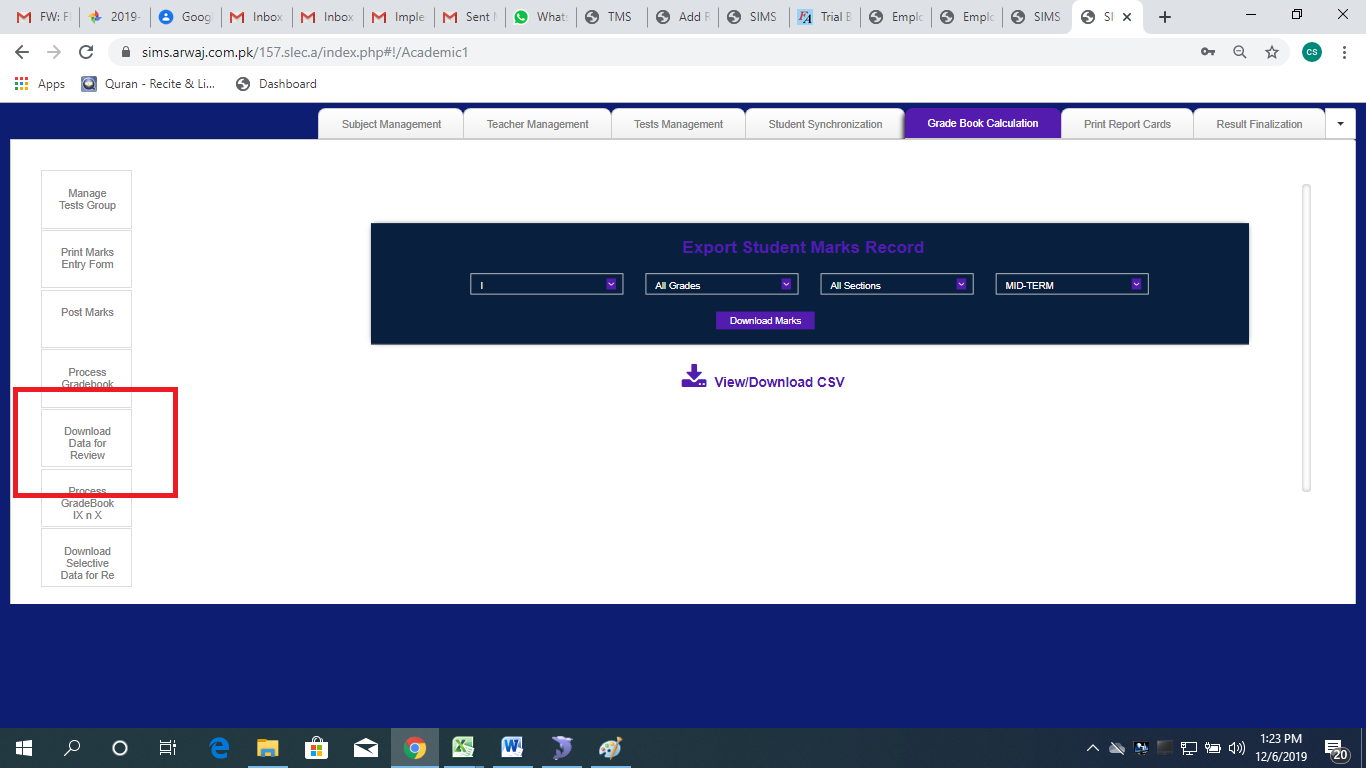 FW: F
2019-
Goog
Inbox
Inbox
Imple
Sent M
What
TMS
Add R
SIMS
Trial B
Emplo
Emplo
SIMS
SI
sims.arwaj.com.pk/157.slec.a/index.php#!/Academic1
CS
Apps
Quran - Recite & Li...
Dashboard
Subject Management
Teacher Management
Tests Management
Student Synchronization
Grade Book Calculation
Print Report Cards
Result Finalization
Manage
Tests Group
Print Marks
Entry Form
Post Marks
Process
Gradebook
Download
Data for
Review
Process
GradeBook
IX n X
Download
Selective
Data for Re
Export Student Marks Record
I
All Grades
All Sections
MID-TERM
Download Marks
View/Download CSV
1:23 PM
12/6/2019
20